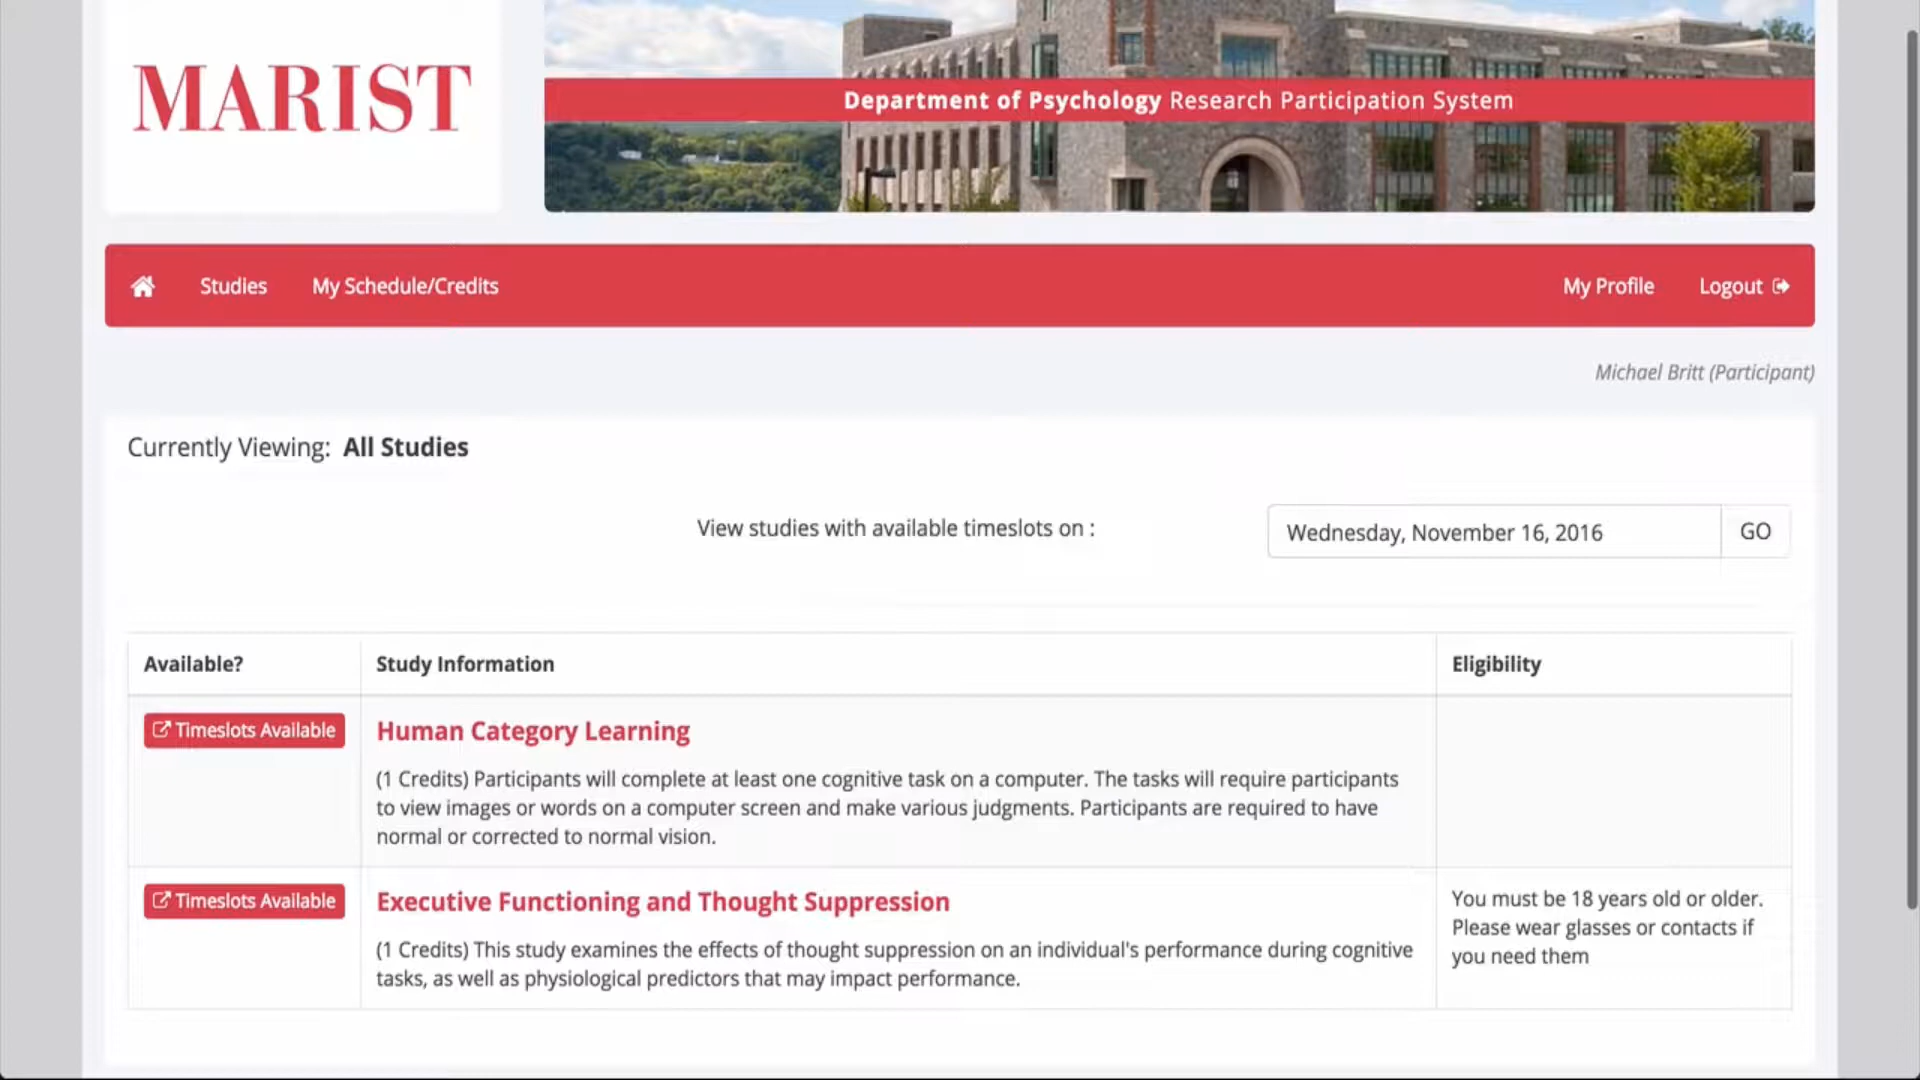 MARIST
Department of Psychology Research Participation System
Studies
My Schedule/Credits
My Profile
Logout
Michael Britt (Participant)
Currently Viewing: All Studies
View studies with available timeslots on :
Wednesday, November 16, 2016
GO
Available?
Study Information
Eligibility
Timeslots Available
Human Category Learning
(1 Credits) Participants will complete at least one cognitive task on a computer. The tasks will require participants
to view images or words on a computer screen and make various judgments. Participants are required to have
normal or corrected to normal vision.
Timeslots Available
Executive Functioning and Thought Suppression
(1 Credits) This study examines the effects of thought suppression on an individual's performance during cognitive
tasks, as well as physiological predictors that may impact performance.
You must be 18 years old or older.
Please wear glasses or contacts if
you need them